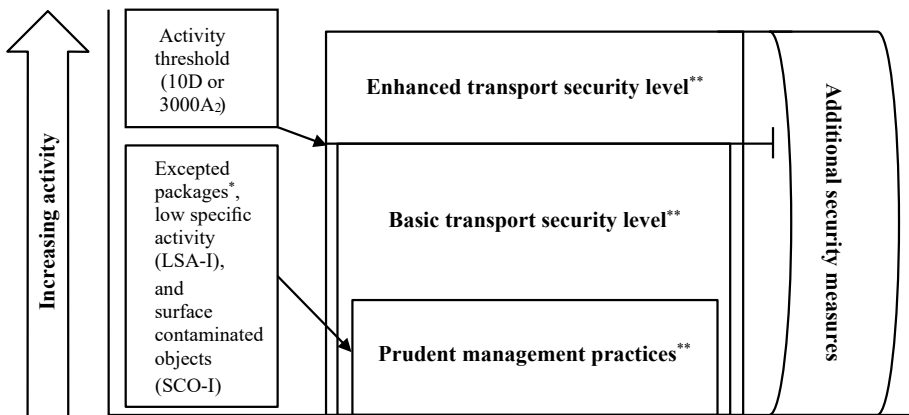 Increasing activity
Activity
threshold
(10D or
3000A₂)
Excepted
packages*,
low specific
activity
(LSA-I),
and
surface
contaminated
objects
(SCO-I)
Enhanced transport security level**
Basic transport security level**
Prudent management practices**
Additional security measures